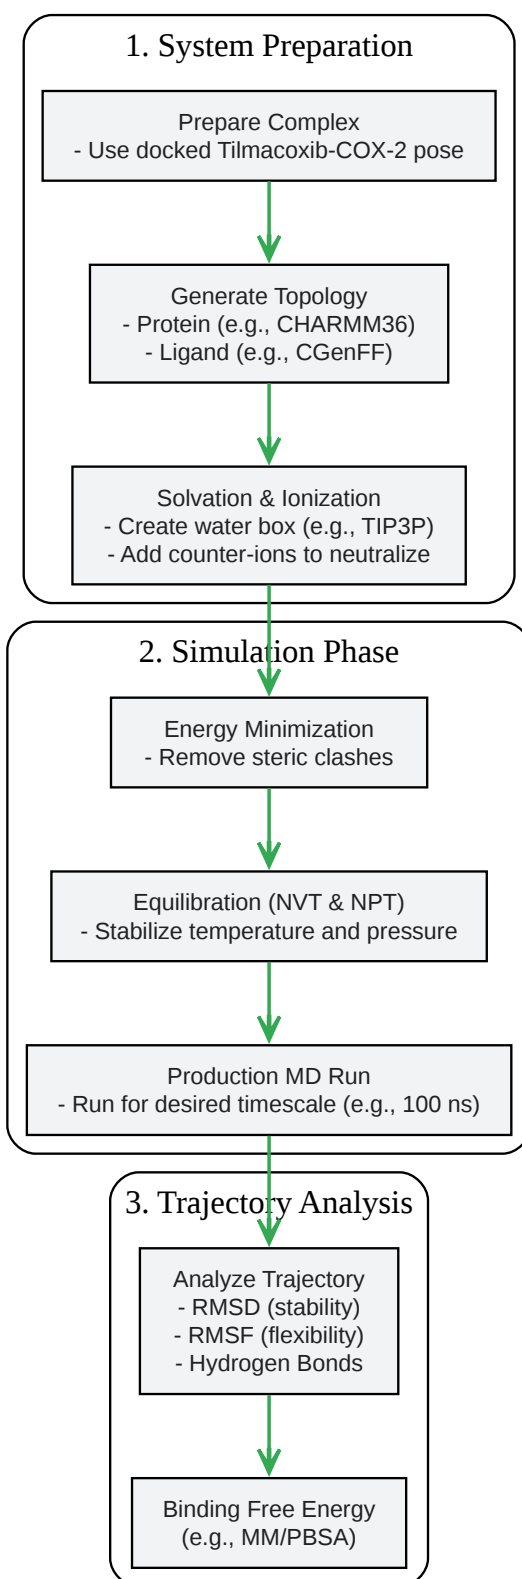 1. System Preparation
Prepare Complex
- Use docked Tilmacoxib-COX-2 pose
Generate Topology
- Protein (e.g., CHARMM36)
- Ligand (e.g., CGenFF)
Solvation & Ionization
- Create water box (e.g., TIP3P)
- Add counter-ions to neutralize
2. Simulation Phase
Energy Minimization
- Remove steric clashes
Equilibration (NVT & NPT)
- Stabilize temperature and pressure
Production MD Run
- Run for desired timescale (e.g., 100 ns)
3. Trajectory Analysis
Analyze Trajectory
- RMSD (stability)
- RMSF (flexibility)
- Hydrogen Bonds
Binding Free Energy
(e.g., MM/PBSA)